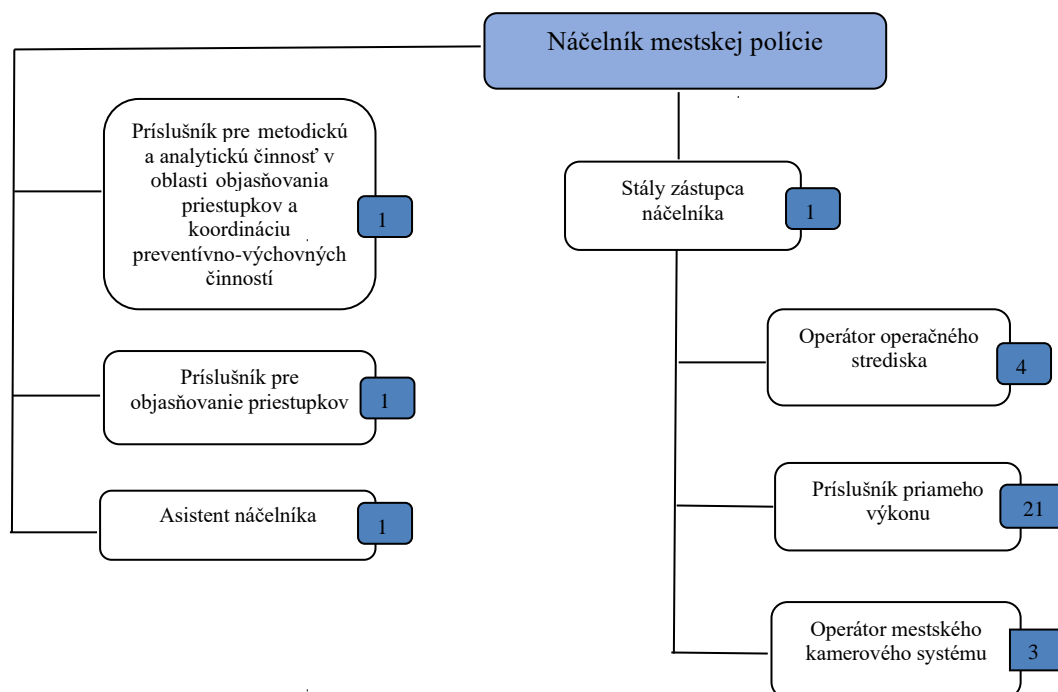 Náčelník mestskej polície
Príslušník pre metodickú
a analytickú činnosť v
oblasti objasňovania
priestupkov a
koordináciu
preventívno-výchovných
činností
1
Príslušník pre
objasňovanie priestupkov
1
Asistent náčelníka
1
Stály zástupca
náčelníka
1
Operátor operačného
strediska
4
Príslušník priameho
výkonu
21
Operátor mestského
kamerového systému
3